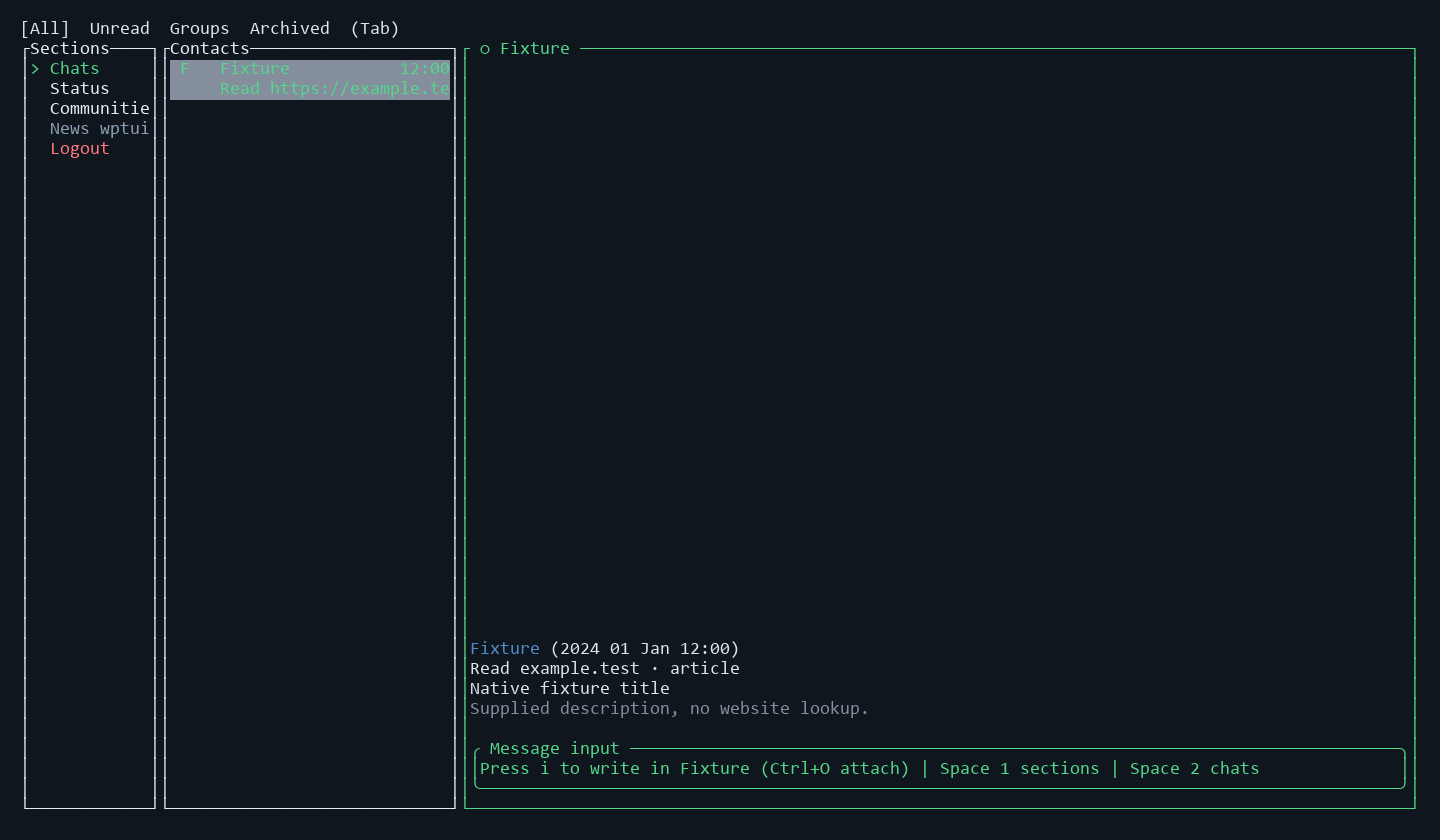 [All]  Unread  Groups  Archived  (Tab)
Sections
> Chats
Status
Communitie
News wptui
Logout
Contacts
F   Fixture   12:00
Read https://example.te
○ Fixture
Fixture (2024 01 Jan 12:00)
Read example.test · article
Native fixture title
Supplied description, no website lookup.
Message input
Press i to write in Fixture (Ctrl+O attach) | Space 1 sections | Space 2 chats